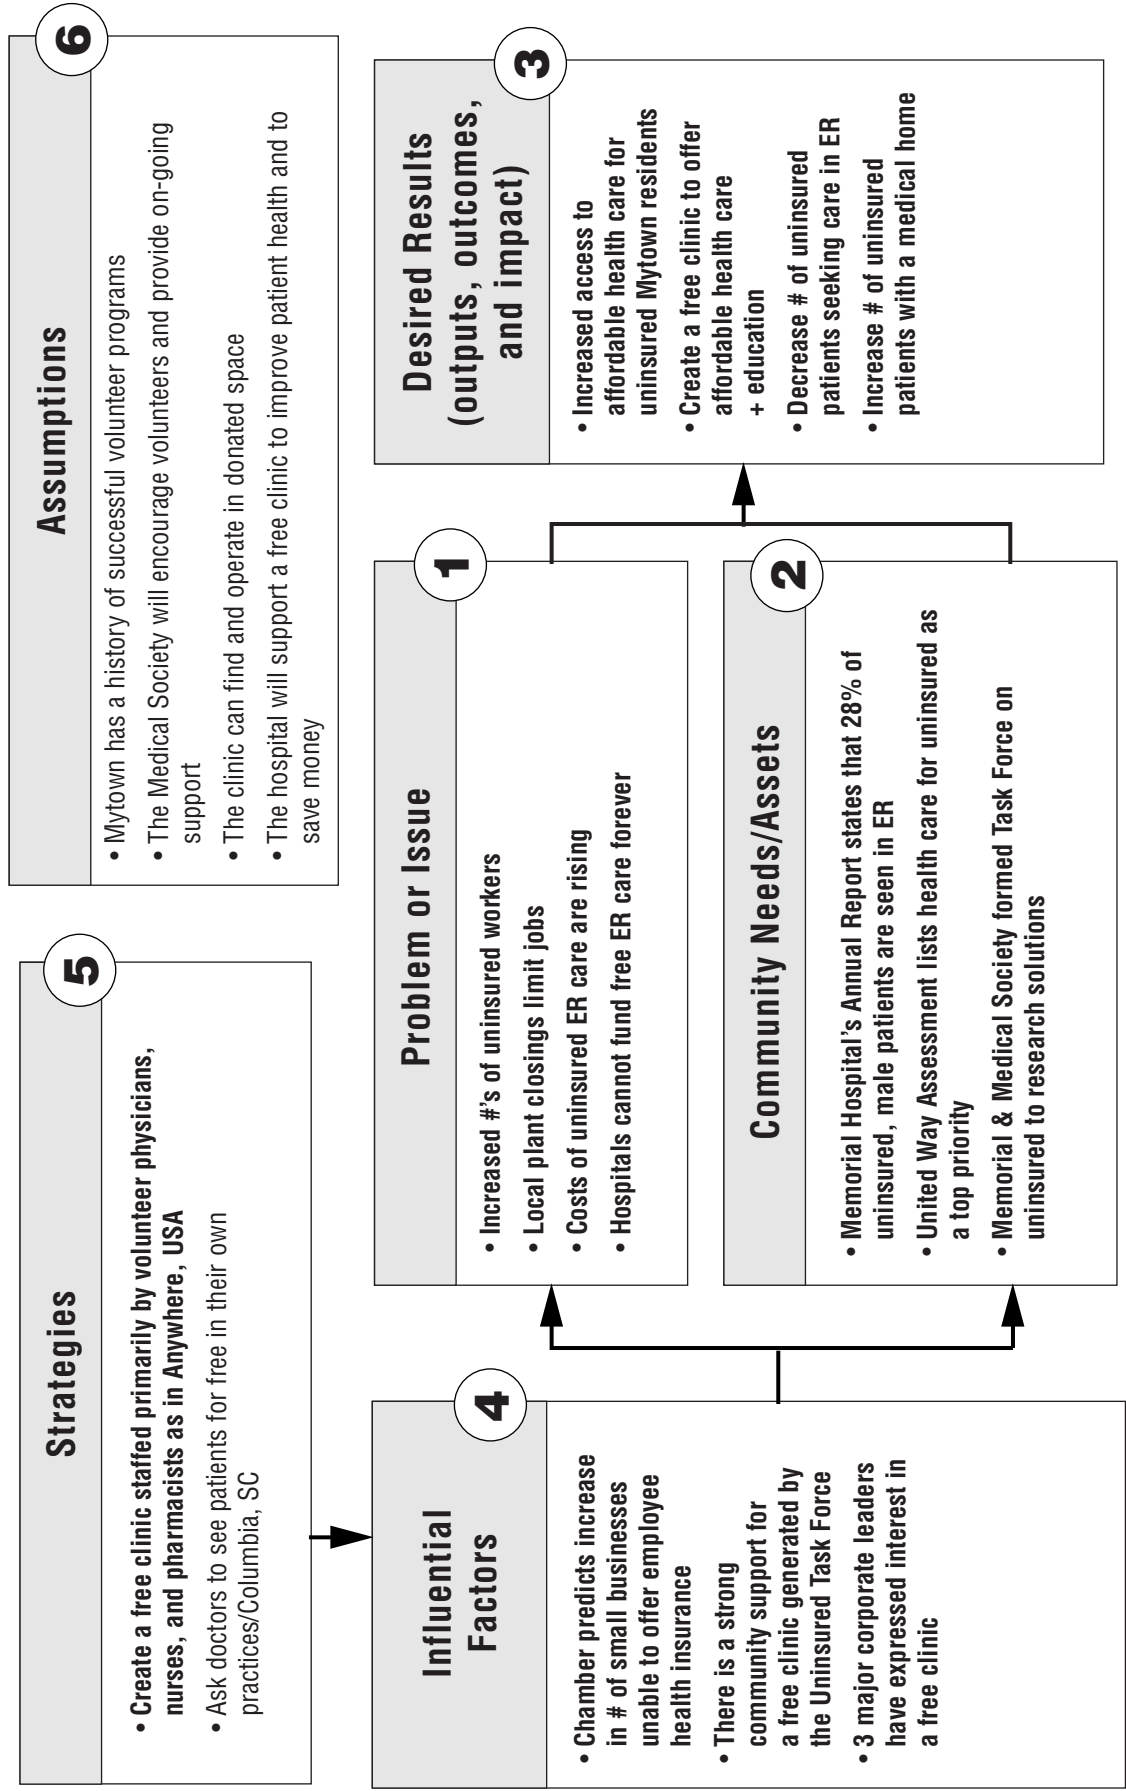 Strategies
5
• Create a free clinic staffed primarily by volunteer physicians,
nurses, and pharmacists as in Anywhere, USA
• Ask doctors to see patients for free in their own
practices/Columbia, SC
Assumptions
6
• Mytown has a history of successful volunteer programs
• The Medical Society will encourage volunteers and provide on-going
support
• The clinic can find and operate in donated space
• The hospital will support a free clinic to improve patient health and to
save money
Influential
Factors
4
• Chamber predicts increase
in # of small businesses
unable to offer employee
health insurance
• There is a strong
community support for
a free clinic generated by
the Uninsured Task Force
• 3 major corporate leaders
have expressed interest in
a free clinic
Problem or Issue
1
• Increased #'s of uninsured workers
• Local plant closings limit jobs
• Costs of uninsured ER care are rising
• Hospitals cannot fund free ER care forever
Community Needs/Assets
2
• Memorial Hospital's Annual Report states that 28% of
uninsured, male patients are seen in ER
• United Way Assessment lists health care for uninsured as
a top priority
• Memorial & Medical Society formed Task Force on
uninsured to research solutions
Desired Results
(outputs, outcomes,
and impact)
3
• Increased access to
affordable health care for
uninsured Mytown residents
• Create a free clinic to offer
affordable health care
+ education
• Decrease # of uninsured
patients seeking care in ER
• Increase # of uninsured
patients with a medical home